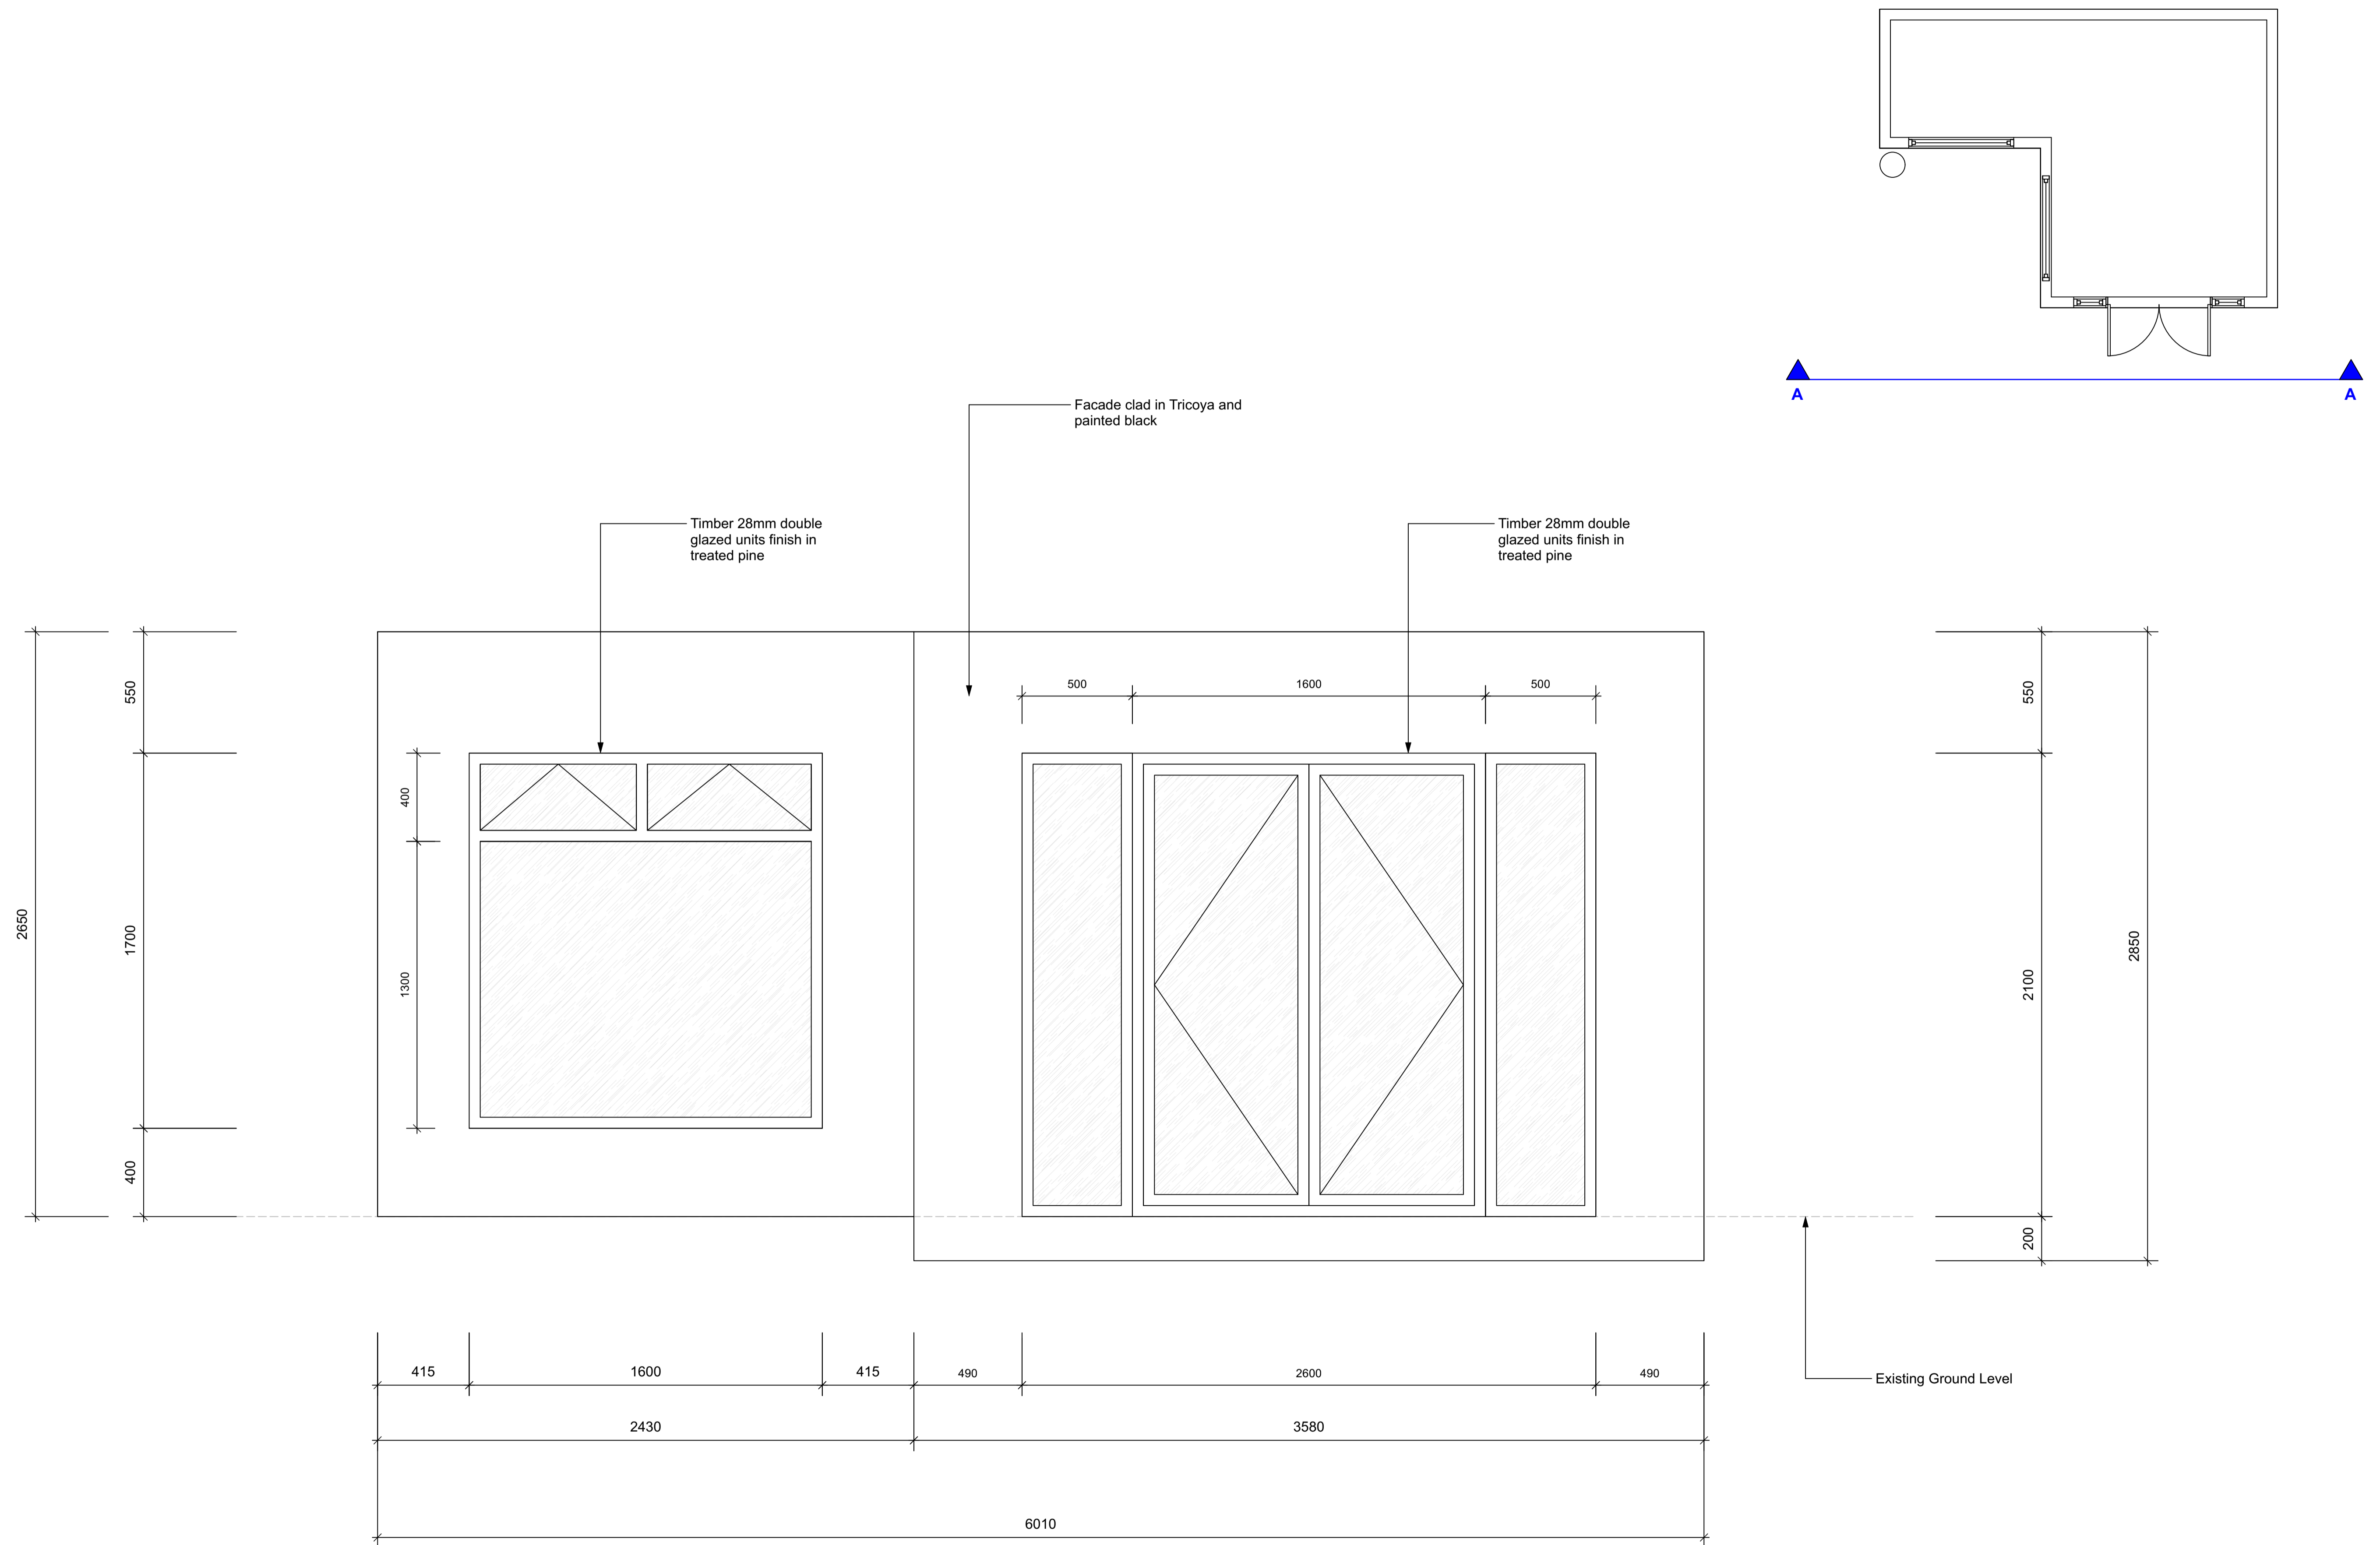 A
A
Facade clad in Tricoya and
painted black
Timber 28mm double
glazed units finish in
treated pine
Timber 28mm double
glazed units finish in
treated pine
2650
550
1700
400
400
1300
500
1600
500
550
2100
200
2850
415
1600
415
490
2600
490
Existing Ground Level
2430
3580
6010